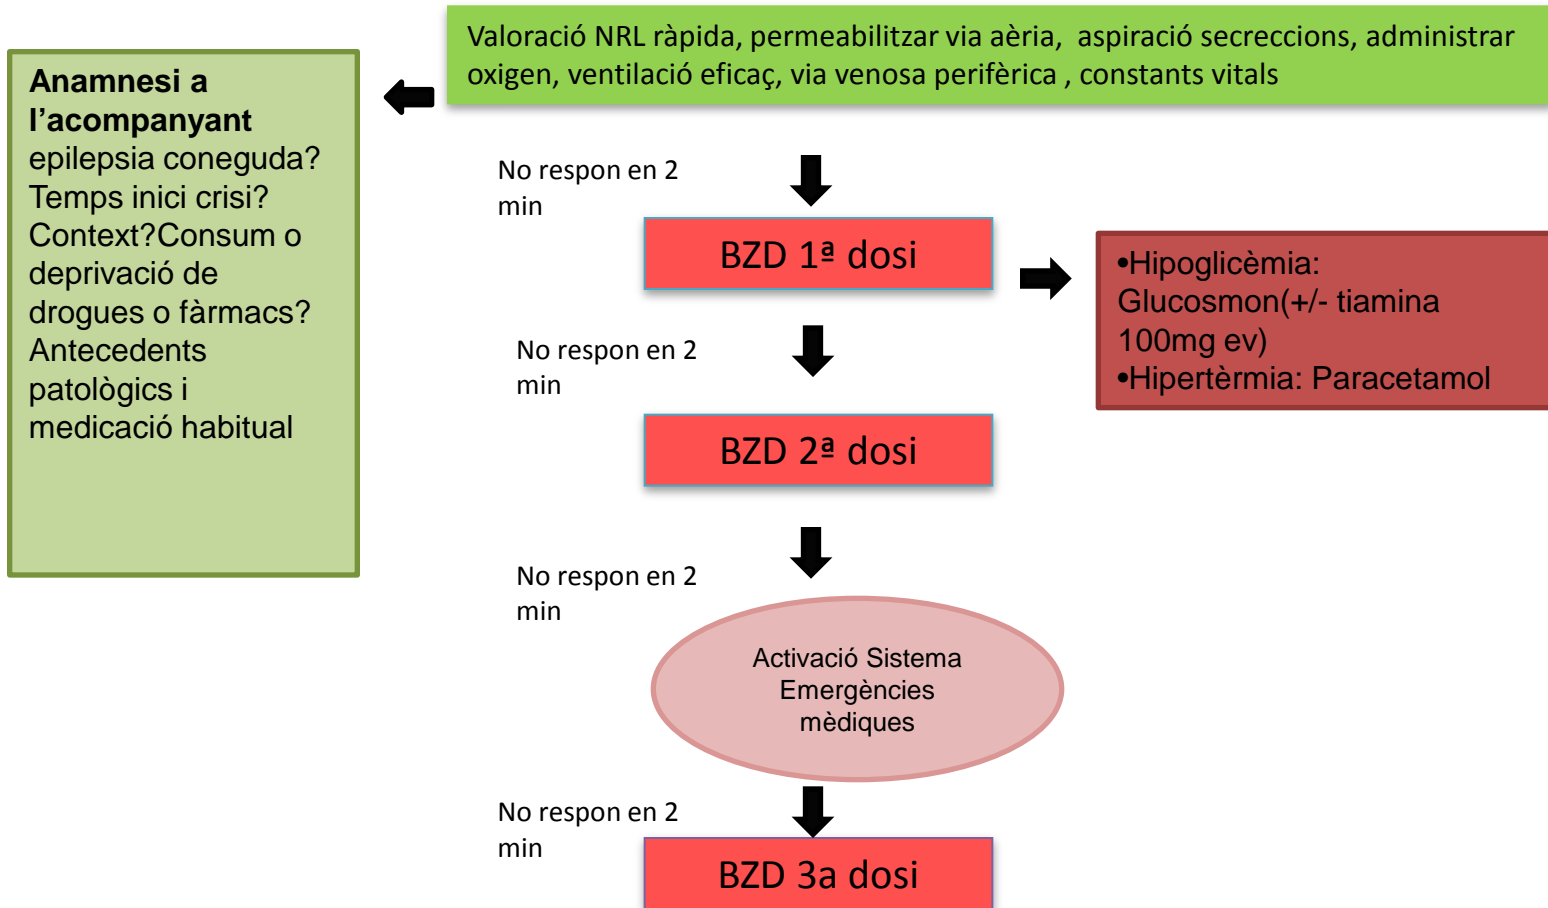 Valoració NRL ràpida, permeabilitzar via aèria, aspiració secreccions, administrar
oxigen, ventilació eficaç, via venosa perifèrica , constants vitals
Anamnesi a
l’acompanyant
epilepsia coneguda?
Temps inici crisi?
Context?Consum o
deprivació de
drogues o fàrmacs?
Antecedents
patològics i
medicació habitual
No respon en 2
min
BZD 1ª dosi
•Hipoglicèmia:
Glucosmon(+/- tiamina
100mg ev)
•Hipertèrmia: Paracetamol
No respon en 2
min
BZD 2ª dosi
No respon en 2
min
Activació Sistema
Emergències
mèdiques
No respon en 2
min
BZD 3a dosi